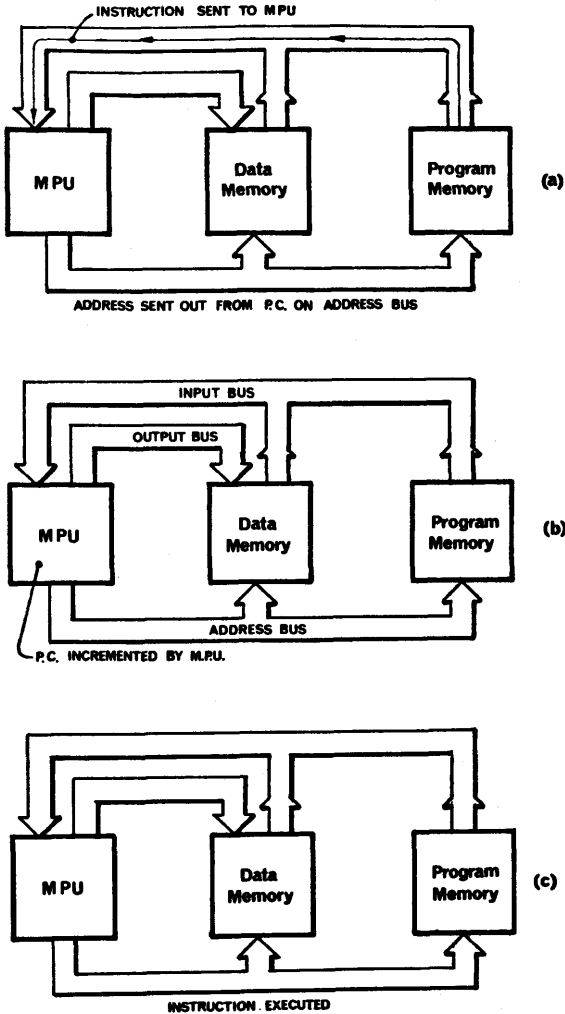 INSTRUCTION SENT TO MPU
MPU
Data
Memory
Program
Memory
(a)
ADDRESS SENT OUT FROM P.C. ON ADDRESS BUS
INPUT BUS
OUTPUT BUS
MPU
Data
Memory
Program
Memory
(b)
ADDRESS BUS
P.C. INCREMENTED BY M.P.U.
MPU
Data
Memory
Program
Memory
(c)
INSTRUCTION . EXECUTED